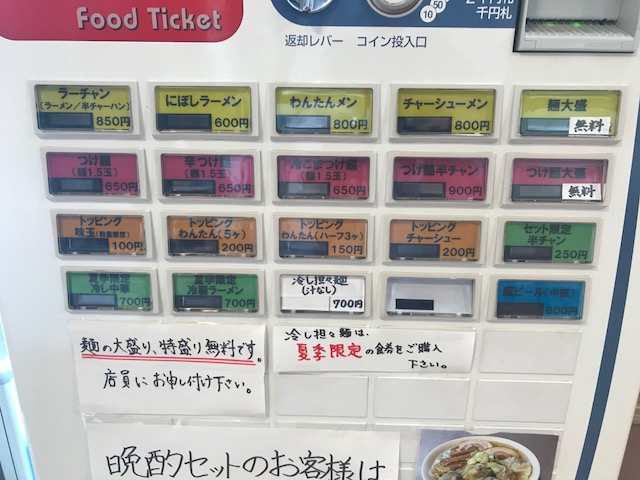 Food Ticket
返却レバー
コイン投入口
10
50
千円札
ラーチャン
(ラーメン/半チャーハン)
850円
にぼしラーメン
600円
わんたんメン
800円
チャーシューメン
800円
麺大盛
無料
つけ麺
(麺1.5玉)
650円
辛つけ麺
(麺1.5玉)
650円
冷ごまつけ麺
(麺1.5玉)
650円
つけ麺半チャン
900円
つけ麺大盛
無料
トッピング
味玉(数量限定)
100円
トッピング
わんたん(5ヶ)
200円
トッピング
わんたん(ハーフ3ヶ)
150円
トッピング
チャーシュー
200円
セット限定
半チャン
250円
夏季限定
冷し中華
700円
夏季限定
冷製ラーメン
700円
冷し担々麺
(汁なし)
700円
瓶ビール(中瓶)
600円
麺の大盛り、特盛り無料です。
店員にお申し付け下さい。
冷し担々麺は、
夏季限定の食券をご購入
下さい。
晩酌セットのお客様は